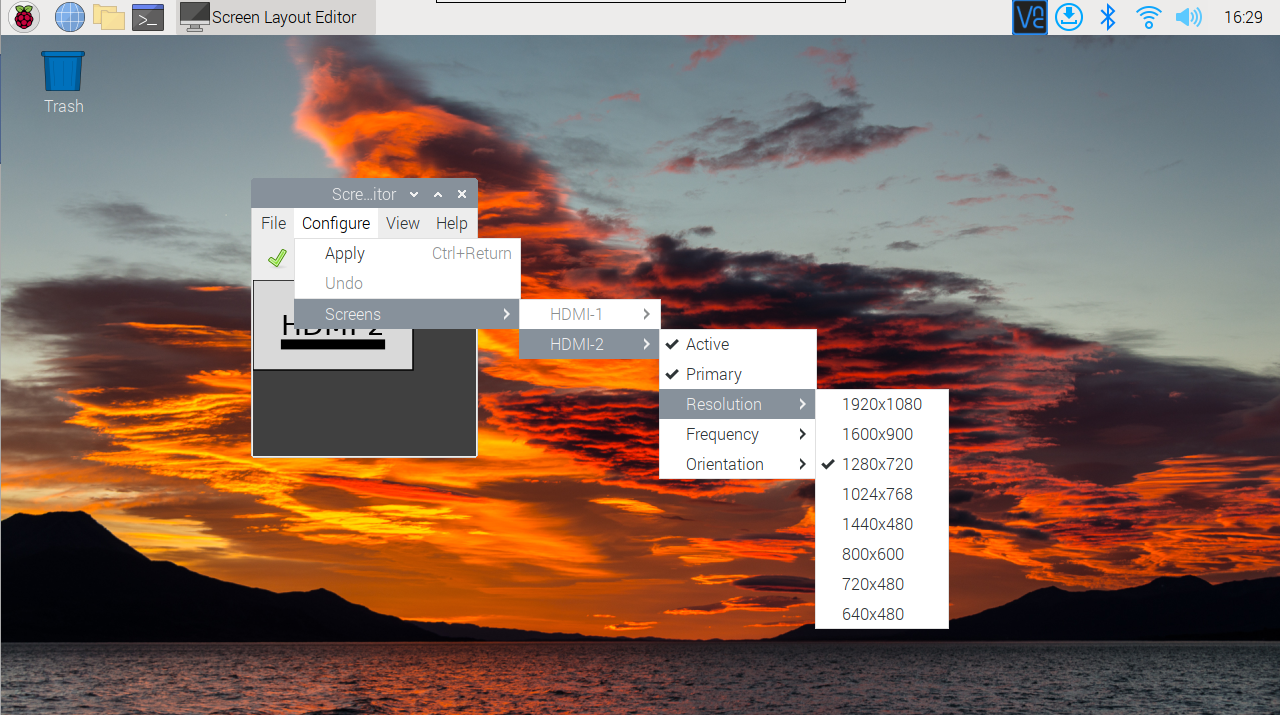 Screen Layout Editor
16:29
Trash
Scre...itor
File Configure View Help
Apply Ctrl+Return
Undo
Screens
HDMI-1
HDMI-2
HDMI-2
Active
Primary
Resolution
Frequency
Orientation
1920x1080
1600x900
1280x720
1024x768
1440x480
800x600
720x480
640x480